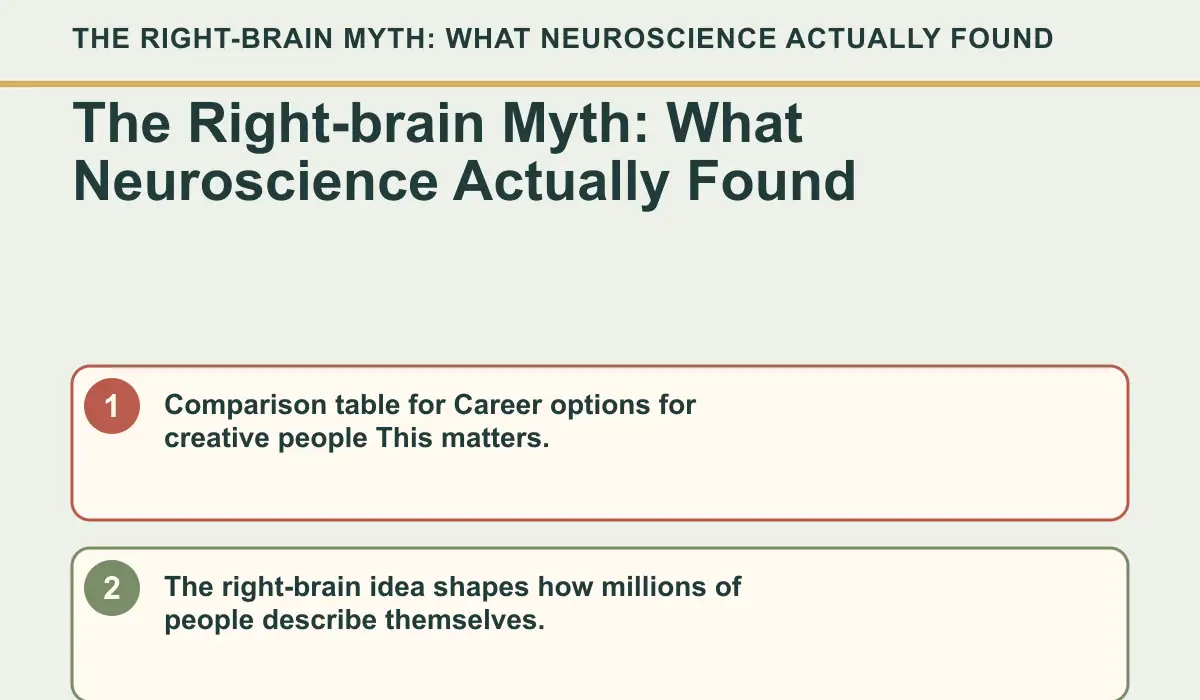 THE RIGHT-BRAIN MYTH: WHAT NEUROSCIENCE ACTUALLY FOUND
The Right-brain Myth: What
Neuroscience Actually Found
1
Comparison table for Career options for
creative people This matters.
2
The right-brain idea shapes how millions of
people describe themselves.